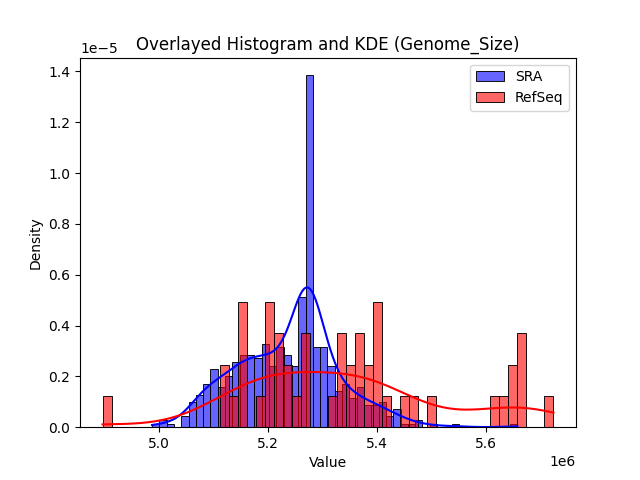 Overlayed Histogram and KDE (Genome_Size)
1e−5
SRA
RefSeq
1.4
1.2
1.0
0.8
0.6
0.4
0.2
0.0
Density
5.0 5.2 5.4 5.6
Value
1e6